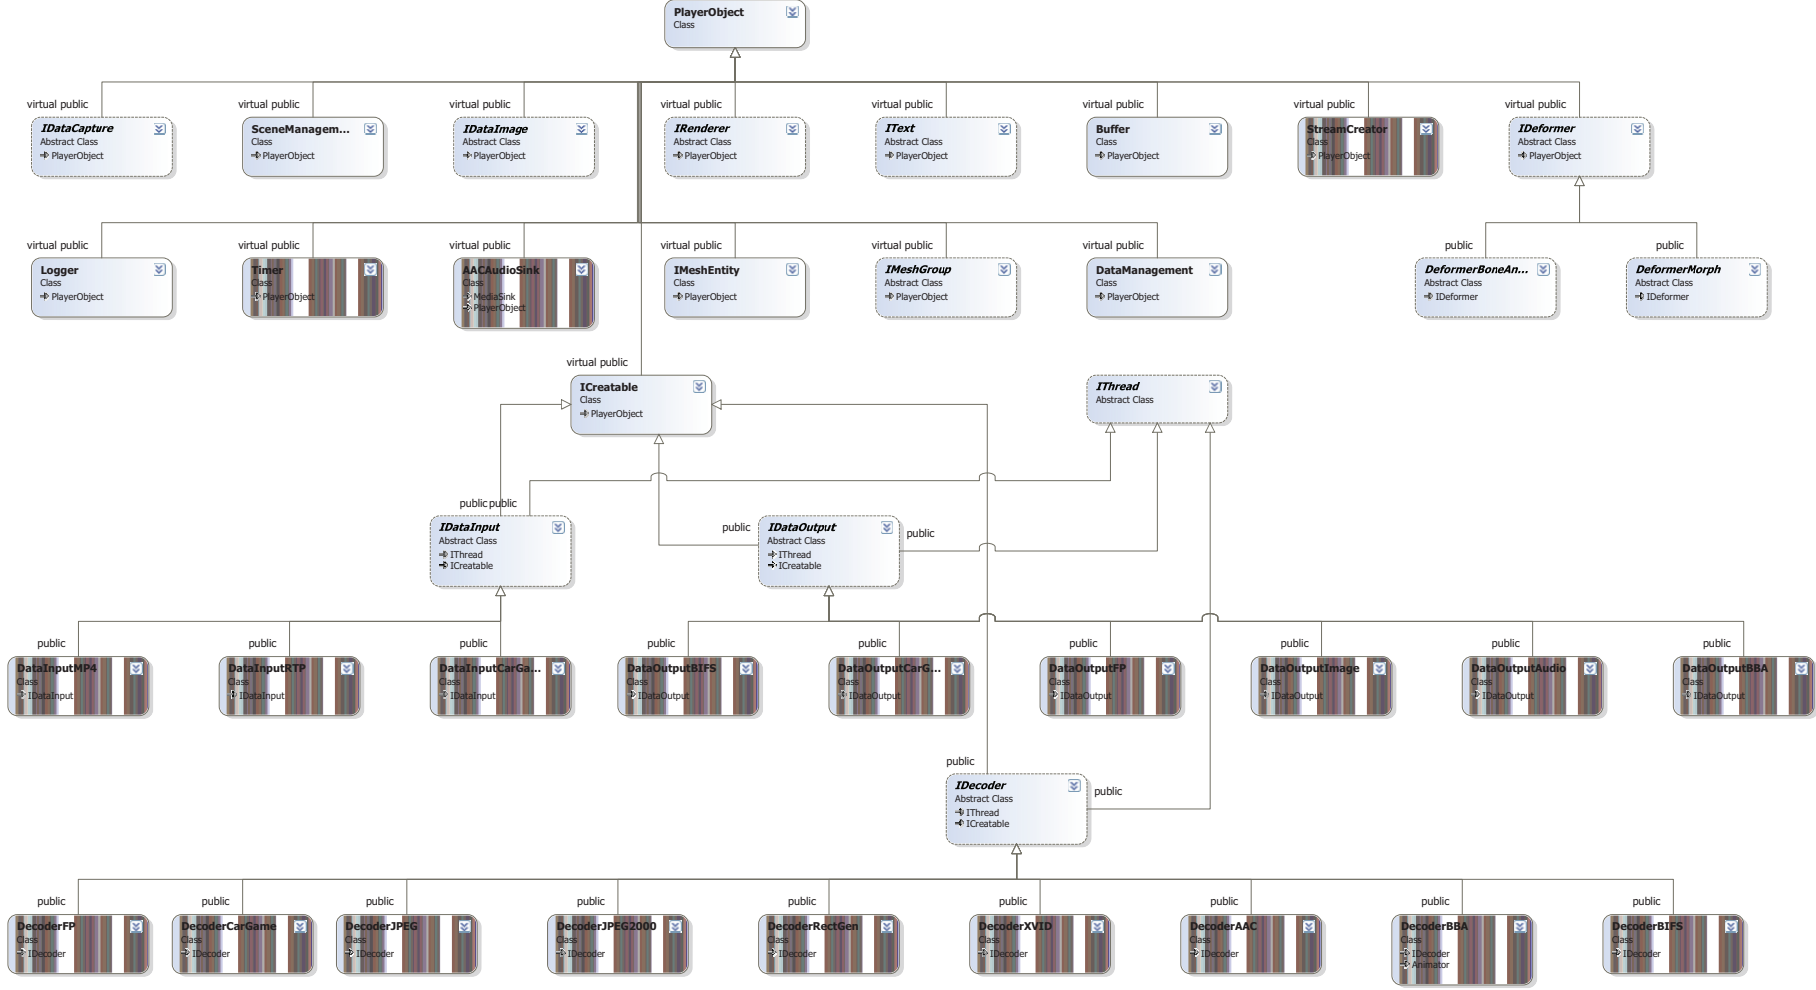 PlayerObject
Class
virtual public
virtual public
virtual public
virtual public
virtual public
virtual public
virtual public
virtual public
IDataCapture
Abstract Class
PlayerObject
SceneManagem...
Class
PlayerObject
IDataImage
Abstract Class
PlayerObject
IRenderer
Abstract Class
PlayerObject
IText
Abstract Class
PlayerObject
Buffer
Class
PlayerObject
StreamCreator
Class
PlayerObject
IDeformer
Abstract Class
PlayerObject
virtual public
virtual public
virtual public
virtual public
virtual public
virtual public
public
public
Logger
Class
PlayerObject
Timer
Class
PlayerObject
AACAudioSink
Class
MediaSink
PlayerObject
IMeshEntity
Class
PlayerObject
IMeshGroup
Abstract Class
PlayerObject
DataManagement
Class
PlayerObject
DeformerBoneAn...
Abstract Class
IDeformer
DeformerMorph
Abstract Class
IDeformer
virtual public
ICreatable
Class
PlayerObject
IThread
Abstract Class
public
public
IDataInput
Abstract Class
IThread
ICreatable
public
IDataOutput
Abstract Class
IThread
ICreatable
public
public
public
public
public
public
public
public
public
public
DataInputMP4
Class
IDataInput
DataInputRTP
Class
IDataInput
DataInputCarGa...
Class
IDataInput
DataOutputBIFS
Class
IDataOutput
DataOutputCarG...
Class
IDataOutput
DataOutputFP
Class
IDataOutput
DataOutputImage
Class
IDataOutput
DataOutputAudio
Class
IDataOutput
DataOutputBBA
Class
IDataOutput
public
IDecoder
Abstract Class
IThread
ICreatable
public
public
public
public
public
public
public
public
public
public
DecoderFP
Class
IDecoder
DecoderCarGame
Class
IDecoder
DecoderJPEG
Class
IDecoder
DecoderJPEG2000
Class
IDecoder
DecoderRectGen
Class
IDecoder
DecoderXVID
Class
IDecoder
DecoderAAC
Class
IDecoder
DecoderBBA
Class
IDecoder
Animator
DecoderBIFS
Class
IDecoder